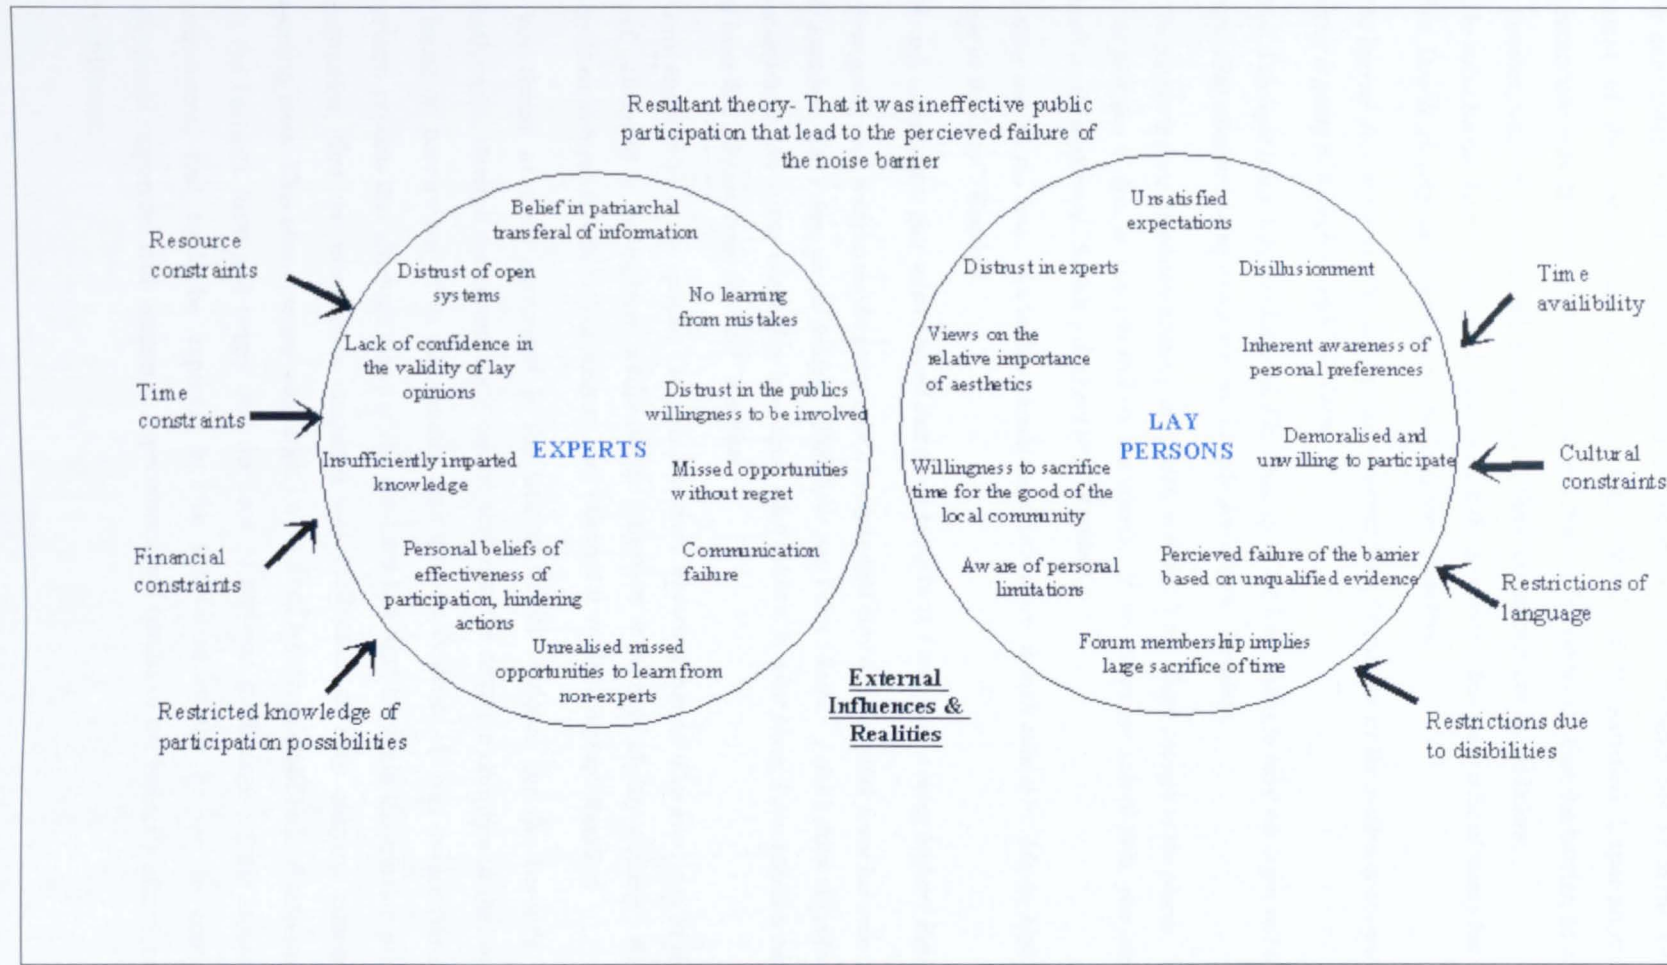 Resultant theory- That it was ineffective public
participation that lead to the percieved failure of
the noise barrier
Resource
constraints
Time
constraints
Financial
constraints
Restricted knowledge of
participation possibilities
Belief in patriarchal
transferal of information
Distrust of open
systems
No learning
from mistakes
Lack of confidence in
the validity of lay
opinions
Distrust in the publics
willingness to be involved
EXPERTS
Insufficiently imparted
knowledge
Missed opportunities
without regret
Personal beliefs of
effectiveness of
participation, hindering
actions
Communication
failure
Unrealised missed
opportunities to learn from
non-experts
External
Influences &
Realities
Unsatisfied
expectations
Distrust in experts
Disillusionment
Views on the
relative importance
of aesthetics
Inherent awareness of
personal preferences
LAY
PERSONS
Demoralised and
unwilling to participate
Willingness to sacrifice
time for the good of the
local community
Aware of personal
limitations
Percieved failure of the barrier
based on unqualified evidence
Forum membership implies
large sacrifice of time
Time
availibility
Cultural
constraints
Restrictions of
language
Restrictions due
to disibilities